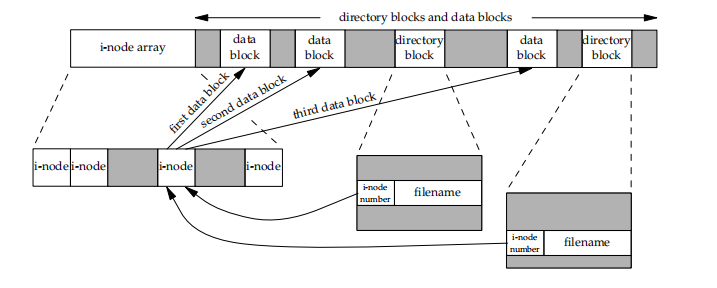 directory blocks and data blocks
i-node array
data
block
data
block
directory
block
data
block
directory
block
first data block
second data block
third data block
i-node
i-node
i-node
i-node
i-node
number
filename
i-node
number
filename